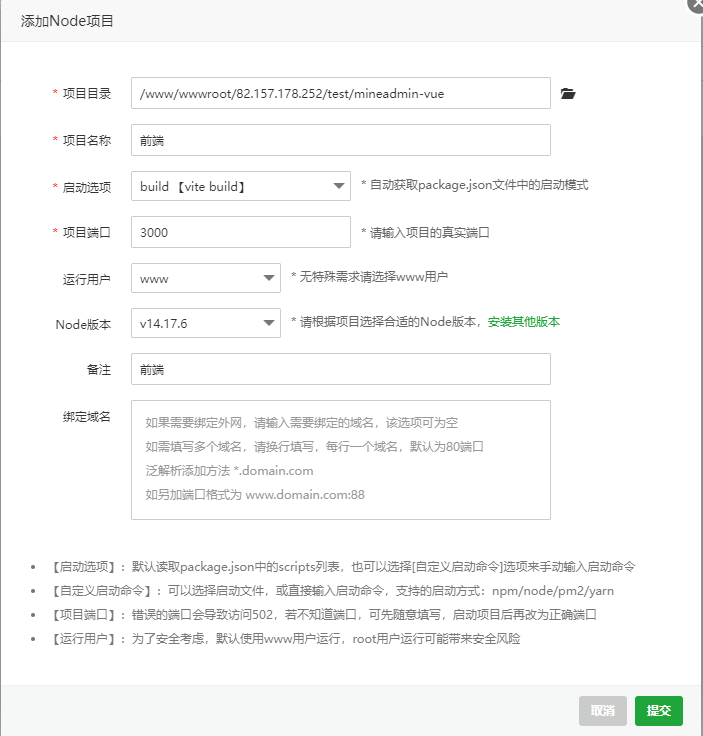 添加Node项目
* 项目目录 /www/wwwroot/82.157.178.252/test/mineadmin-vue
* 项目名称 前端
* 启动选项 build 【vite build】 * 自动获取package.json文件中的启动模式
* 项目端口 3000 * 请输入项目的真实端口
运行用户 www * 无特殊需求请选择www用户
Node版本 v14.17.6 * 请根据项目选择合适的Node版本，安装其他版本
备注 前端
绑定域名 如果需要绑定外网，请输入需要绑定的域名，该选项可为空
如需填写多个域名，请换行填写，每行一个域名，默认为80端口
泛解析添加方法 *.domain.com
如另加端口格式为 www.domain.com:88
• 【启动选项】：默认读取package.json中的scripts列表，也可以选择[自定义启动命令]选项来手动输入启动命令
• 【自定义启动命令】：可以选择启动文件，或直接输入启动命令，支持的启动方式：npm/node/pm2/yarn
• 【项目端口】：错误的端口会导致访问502，若不知道端口，可先随意填写，启动项目后再改为正确端口
• 【运行用户】：为了安全考虑，默认使用www用户运行，root用户运行可能带来安全风险
取消 提交